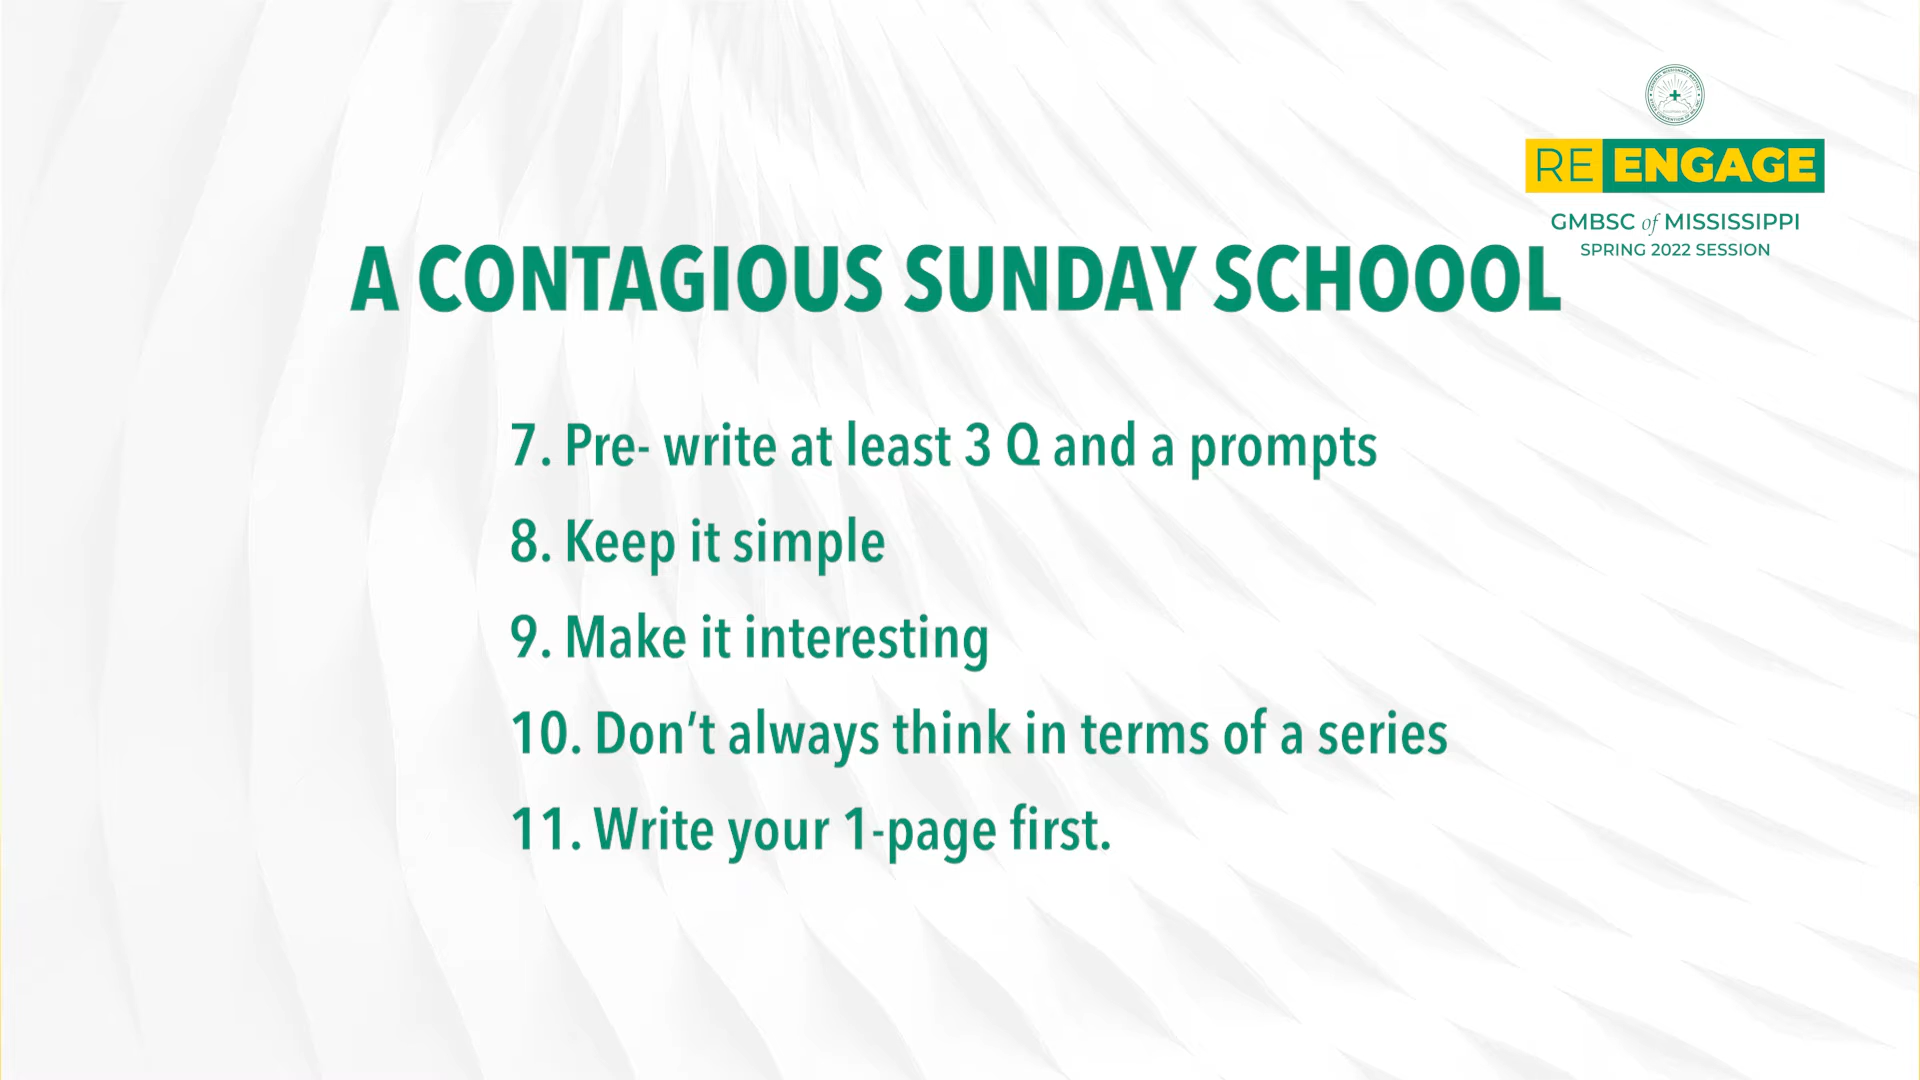 RE ENGAGE
GMBSC of MISSISSIPPI
SPRING 2022 SESSION
A CONTAGIOUS SUNDAY SCHOOOL
7. Pre- write at least 3 Q and a prompts
8. Keep it simple
9. Make it interesting
10. Don’t always think in terms of a series
11. Write your 1-page first.